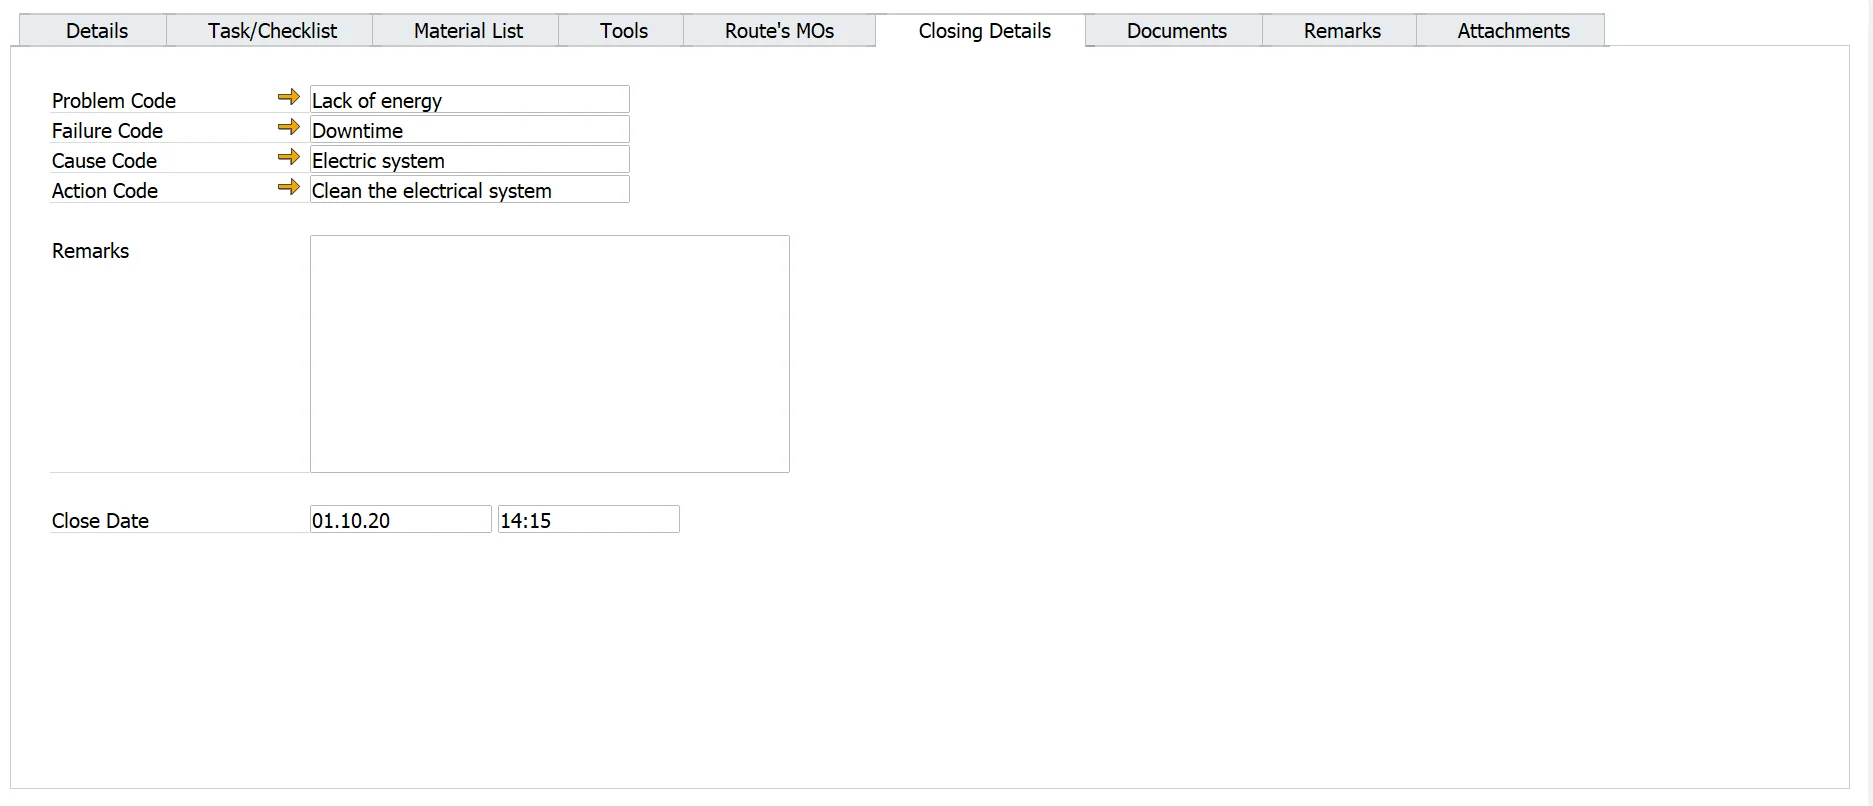 Details Task/Checklist Material List Tools Route's MOs Closing Details Documents Remarks Attachments
Problem Code Lack of energy
Failure Code Downtime
Cause Code Electric system
Action Code Clean the electrical system
Remarks
Close Date 01.10.20 14:15